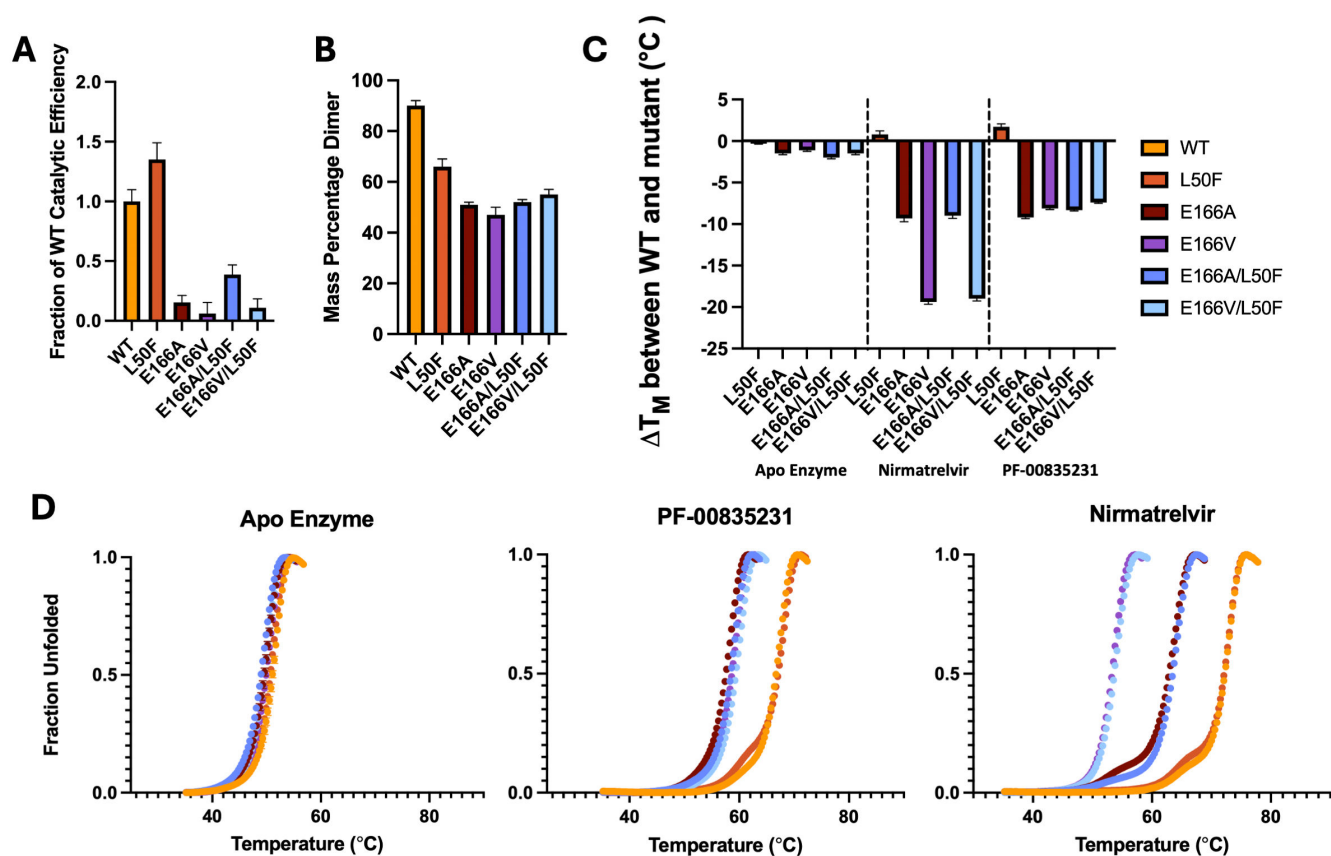 A
Fraction of WT Catalytic Efficiency
2.0
1.5
1.0
0.5
0.0
WT
L50F
E166A
E166V
E166A/L50F
E166V/L50F
B
Mass Percentage Dimer
100
80
60
40
20
0
WT
L50F
E166A
E166V
E166A/L50F
E166V/L50F
C
ΔTM between WT and mutant (°C)
5
0
-5
-10
-15
-20
-25
L50F
E166A
E166V
E166A/L50F
E166V/L50F
L50F
E166A
E166V
E166A/L50F
E166V/L50F
L50F
E166A
E166V
E166A/L50F
E166V/L50F
Apo Enzyme
Nirmatrelvir
PF-00835231
WT
L50F
E166A
E166V
E166A/L50F
E166V/L50F
D
Apo Enzyme
Fraction Unfolded
1.0
0.5
0.0
40
60
80
Temperature (°C)
PF-00835231
1.0
0.5
0.0
40
60
80
Temperature (°C)
Nirmatrelvir
1.0
0.5
0.0
40
60
80
Temperature (°C)